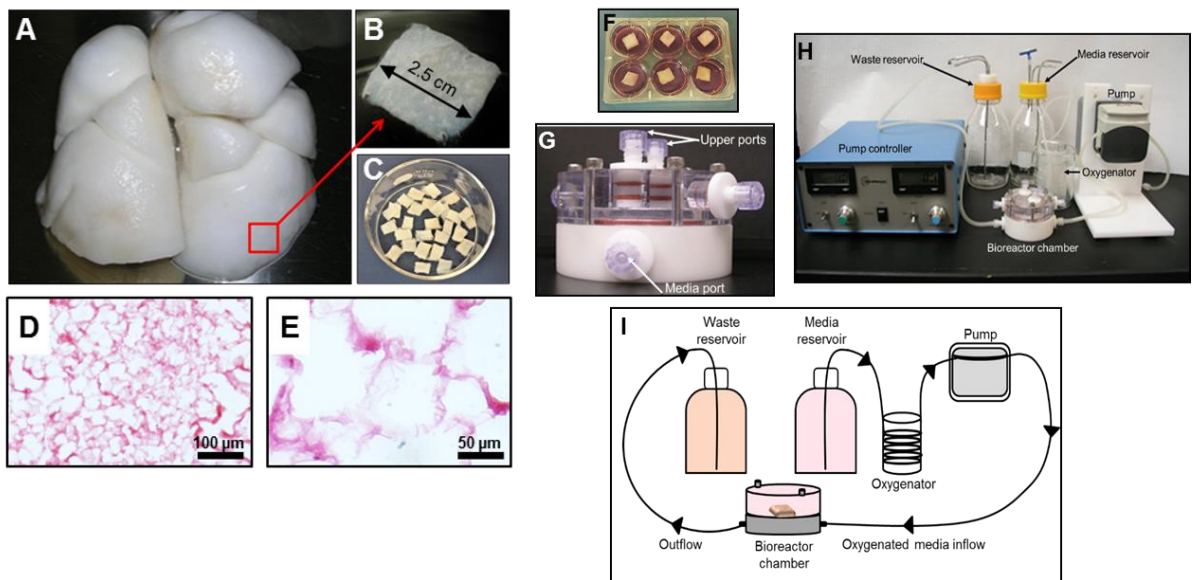 A
B
2.5 cm
C
D
100 µm
E
50 µm
F
G
Upper ports
Media port
H
Waste reservoir
Media reservoir
Pump
Pump controller
Oxygenator
Bioreactor chamber
I
Waste
reservoir
Media
reservoir
Pump
Oxygenator
Outflow
Bioreactor
chamber
Oxygenated media inflow